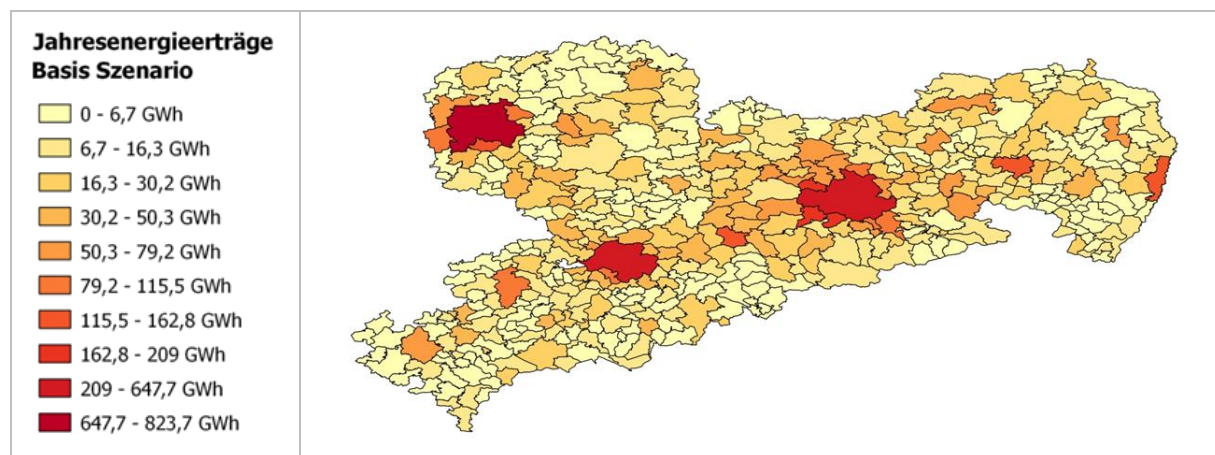 Jahresenergieerträge
Basis Szenario
0 - 6,7 GWh
6,7 - 16,3 GWh
16,3 - 30,2 GWh
30,2 - 50,3 GWh
50,3 - 79,2 GWh
79,2 - 115,5 GWh
115,5 - 162,8 GWh
162,8 - 209 GWh
209 - 647,7 GWh
647,7 - 823,7 GWh